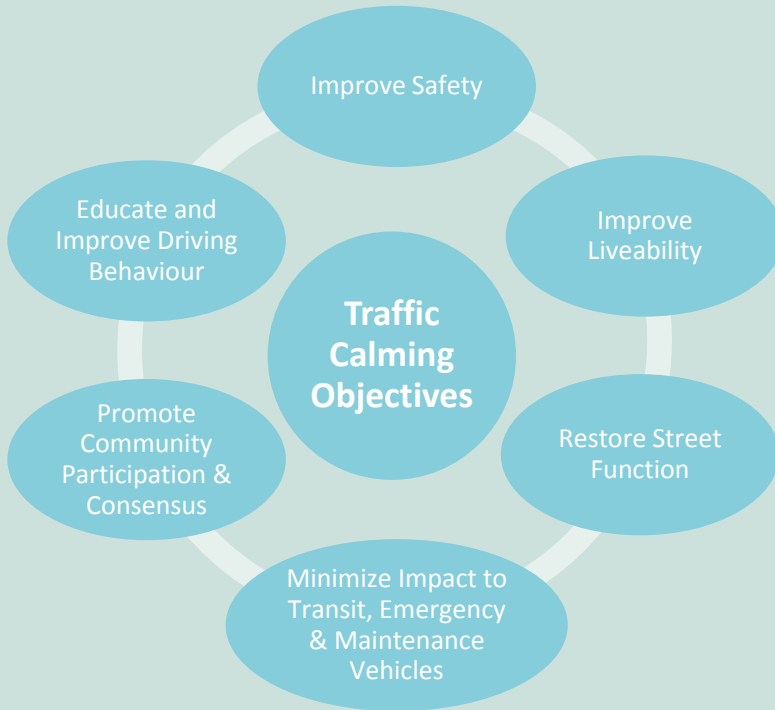 Improve Safety
Improve
Liveability
Restore Street
Function
Minimize Impact to
Transit, Emergency
& Maintenance
Vehicles
Promote
Community
Participation &
Consensus
Educate and
Improve Driving
Behaviour
Traffic
Calming
Objectives